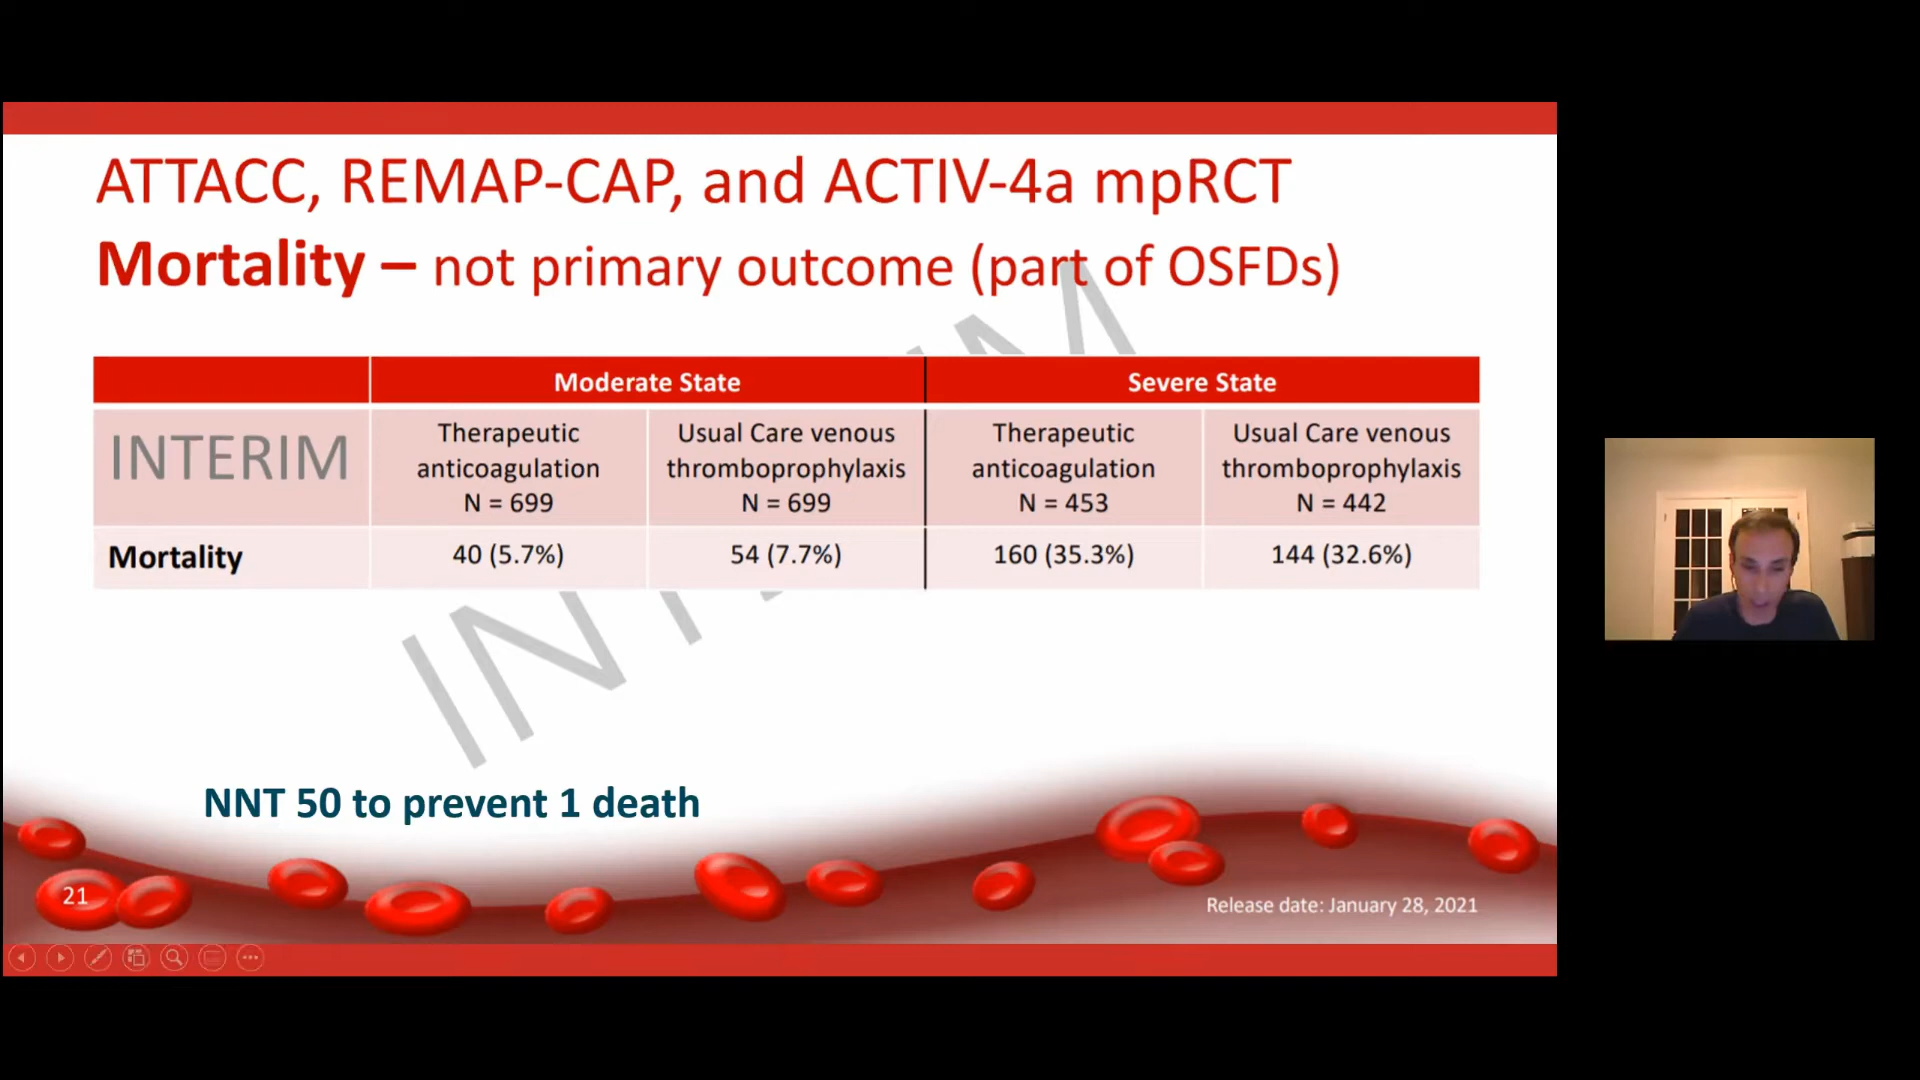 ATTACC, REMAP-CAP, and ACTIV-4a mpRCT
Mortality – not primary outcome (part of OSFDs)
Moderate State
Severe State
INTERIM
Therapeutic
anticoagulation
N = 699
Usual Care venous
thromboprophylaxis
N = 699
Therapeutic
anticoagulation
N = 453
Usual Care venous
thromboprophylaxis
N = 442
Mortality
40 (5.7%)
54 (7.7%)
160 (35.3%)
144 (32.6%)
NNT 50 to prevent 1 death
21
Release date: January 28, 2021